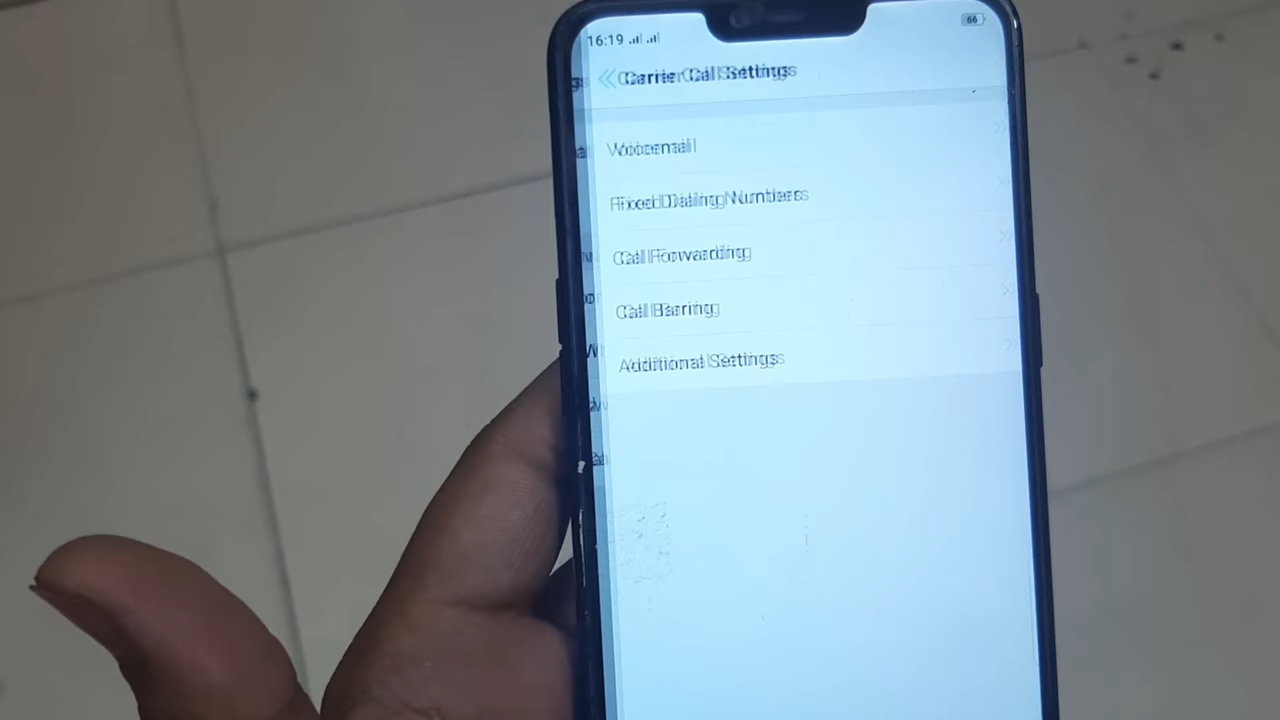 16:19
66
Carrier Call Settings
Voicemail
Fixed Dialing Numbers
Call Forwarding
Call Barring
Additional Settings